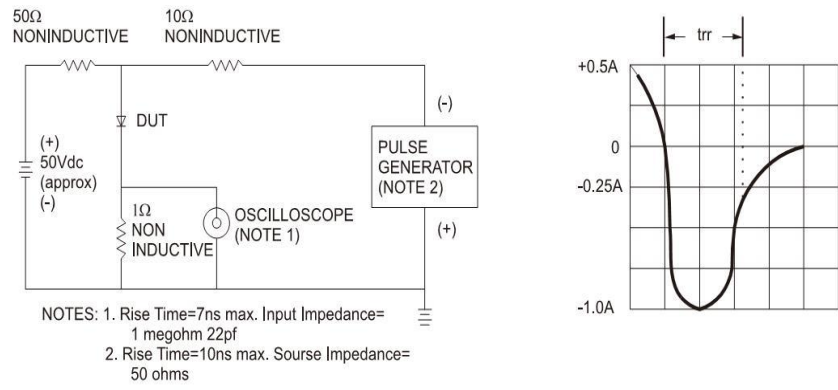 50Ω
NONINDUCTIVE
10Ω
NONINDUCTIVE
DUT
(+)
50Vdc
(approx)
(-)
1Ω
NON
INDUCTIVE
OSCILLOSCOPE
(NOTE 1)
(-)
PULSE
GENERATOR
(NOTE 2)
(+)
NOTES: 1. Rise Time=7ns max. Input Impedance=
1 megohm 22pf
2. Rise Time=10ns max. Sourse Impedance=
50 ohms
trr
+0.5A
0
-0.25A
-1.0A